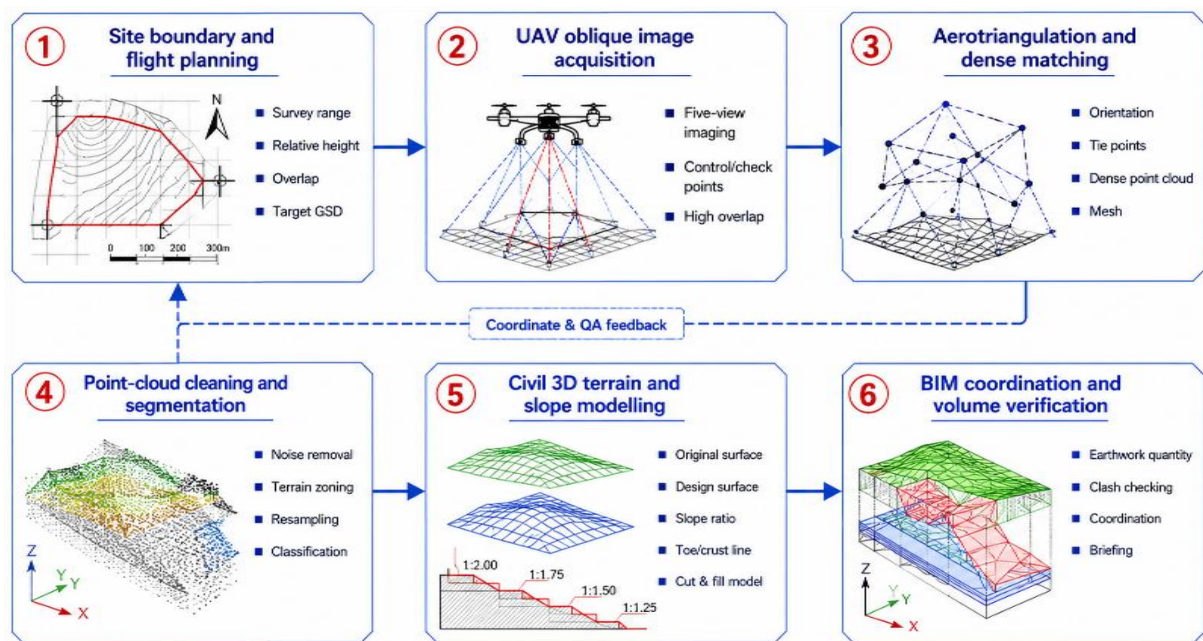 1
Site boundary and
flight planning
N
Survey range
Relative height
Overlap
Target GSD
0 100 200 300m
2
UAV oblique image
acquisition
Five-view
imaging
Control/check
points
High overlap
3
Aerotriangulation and
dense matching
Orientation
Tie points
Dense point cloud
Mesh
Coordinate & QA feedback
4
Point-cloud cleaning and
segmentation
Noise removal
Terrain zoning
Resampling
Classification
Z
Y
Y
X
5
Civil 3D terrain and
slope modelling
Original surface
Design surface
Slope ratio
Toe/crust line
Cut & fill model
1:2.00
1:1.75
1:1.50
1:1.25
6
BIM coordination and
volume verification
Earthwork quantity
Clash checking
Coordination
Briefing
Z
Y
Y
X